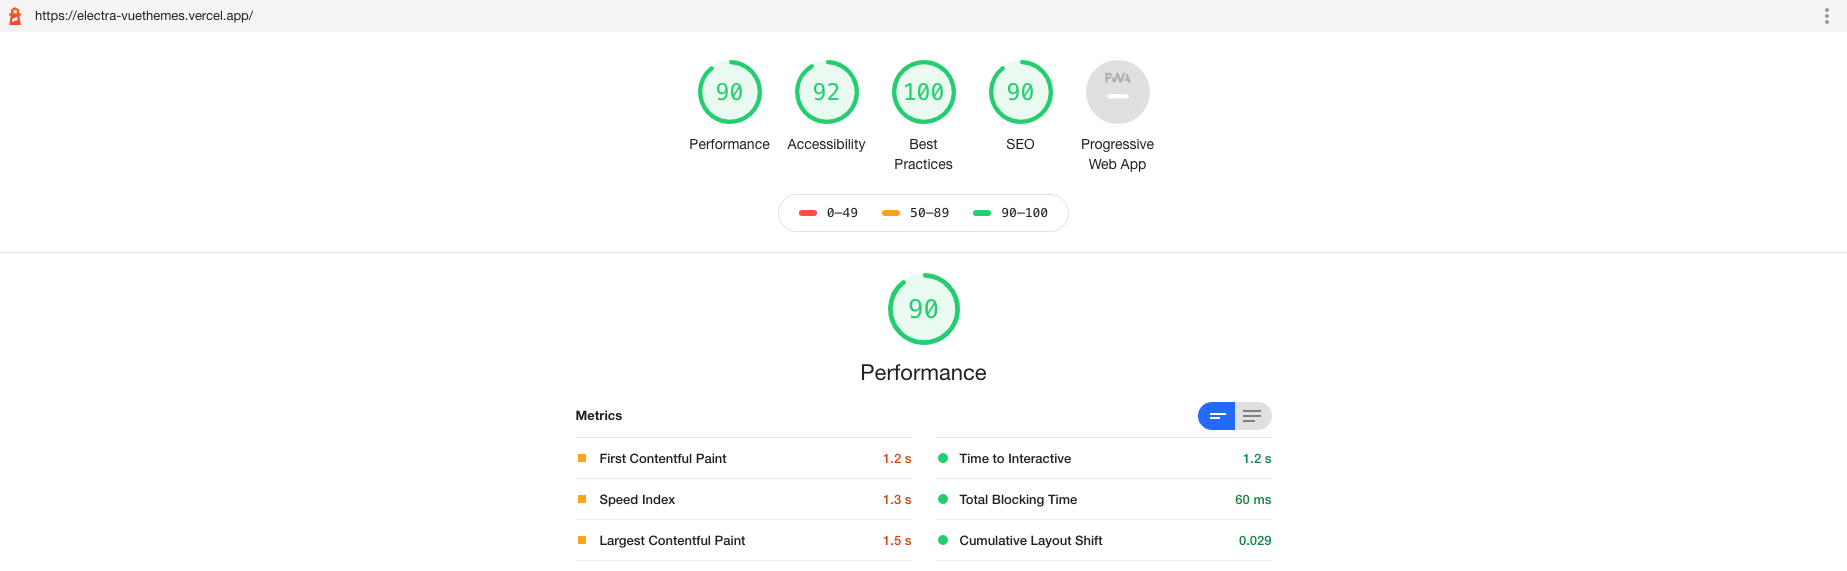 https://electra-vuethemes.vercel.app/
90
92
100
90
PWA
Performance
Accessibility
Best
Practices
SEO
Progressive
Web App
0–49
50–89
90–100
90
Performance
Metrics
First Contentful Paint 1.2 s
Time to Interactive 1.2 s
Speed Index 1.3 s
Total Blocking Time 60 ms
Largest Contentful Paint 1.5 s
Cumulative Layout Shift 0.029